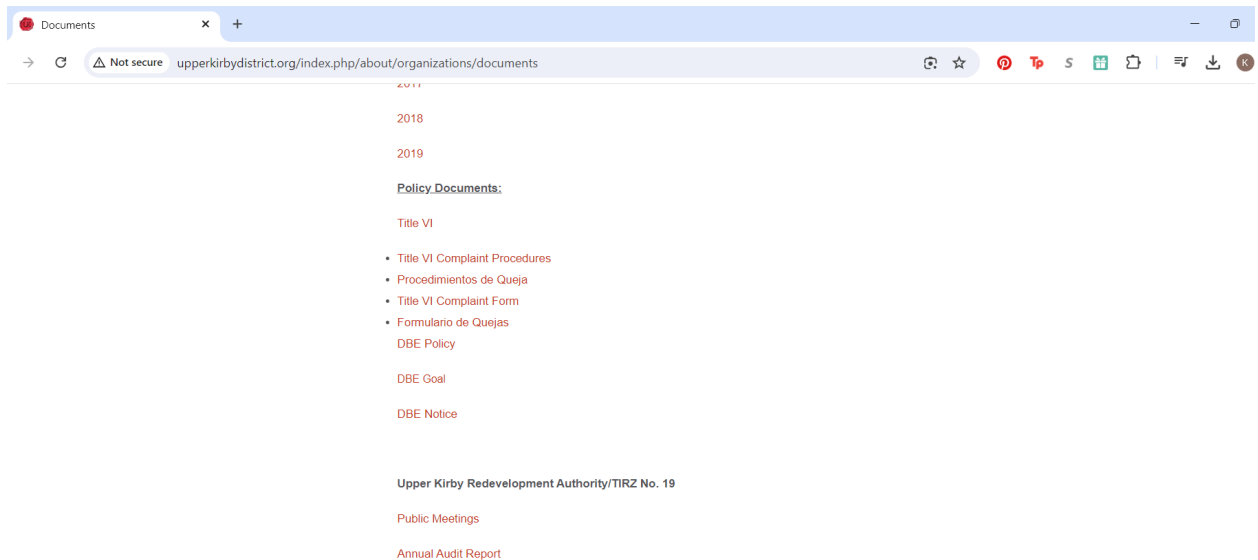 Documents
Not secure upperkirbydistrict.org/index.php/about/organizations/documents
2017
2018
2019
Policy Documents:
Title VI
• Title VI Complaint Procedures
• Procedimientos de Queja
• Title VI Complaint Form
• Formulario de Quejas
DBE Policy
DBE Goal
DBE Notice
Upper Kirby Redevelopment Authority/TIRZ No. 19
Public Meetings
Annual Audit Report